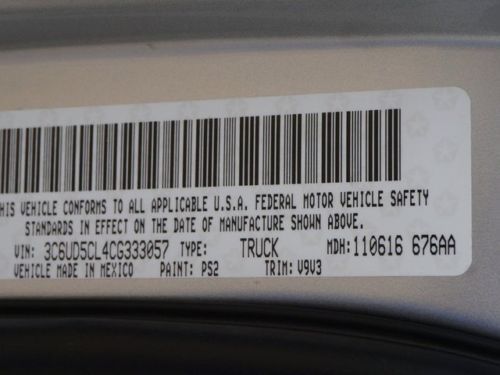 HIS VEHICLE CONFORMS TO ALL APPLICABLE U.S.A. FEDERAL MOTOR VEHICLE SAFETY
STANDARDS IN EFFECT ON THE DATE OF MANUFACTURE SHOWN ABOVE.
VIN: 3C6UD5CL4CG333057 TYPE: TRUCK MDH: 110616 676AA
VEHICLE MADE IN MEXICO PAINT: PS2 TRIM: V9V3